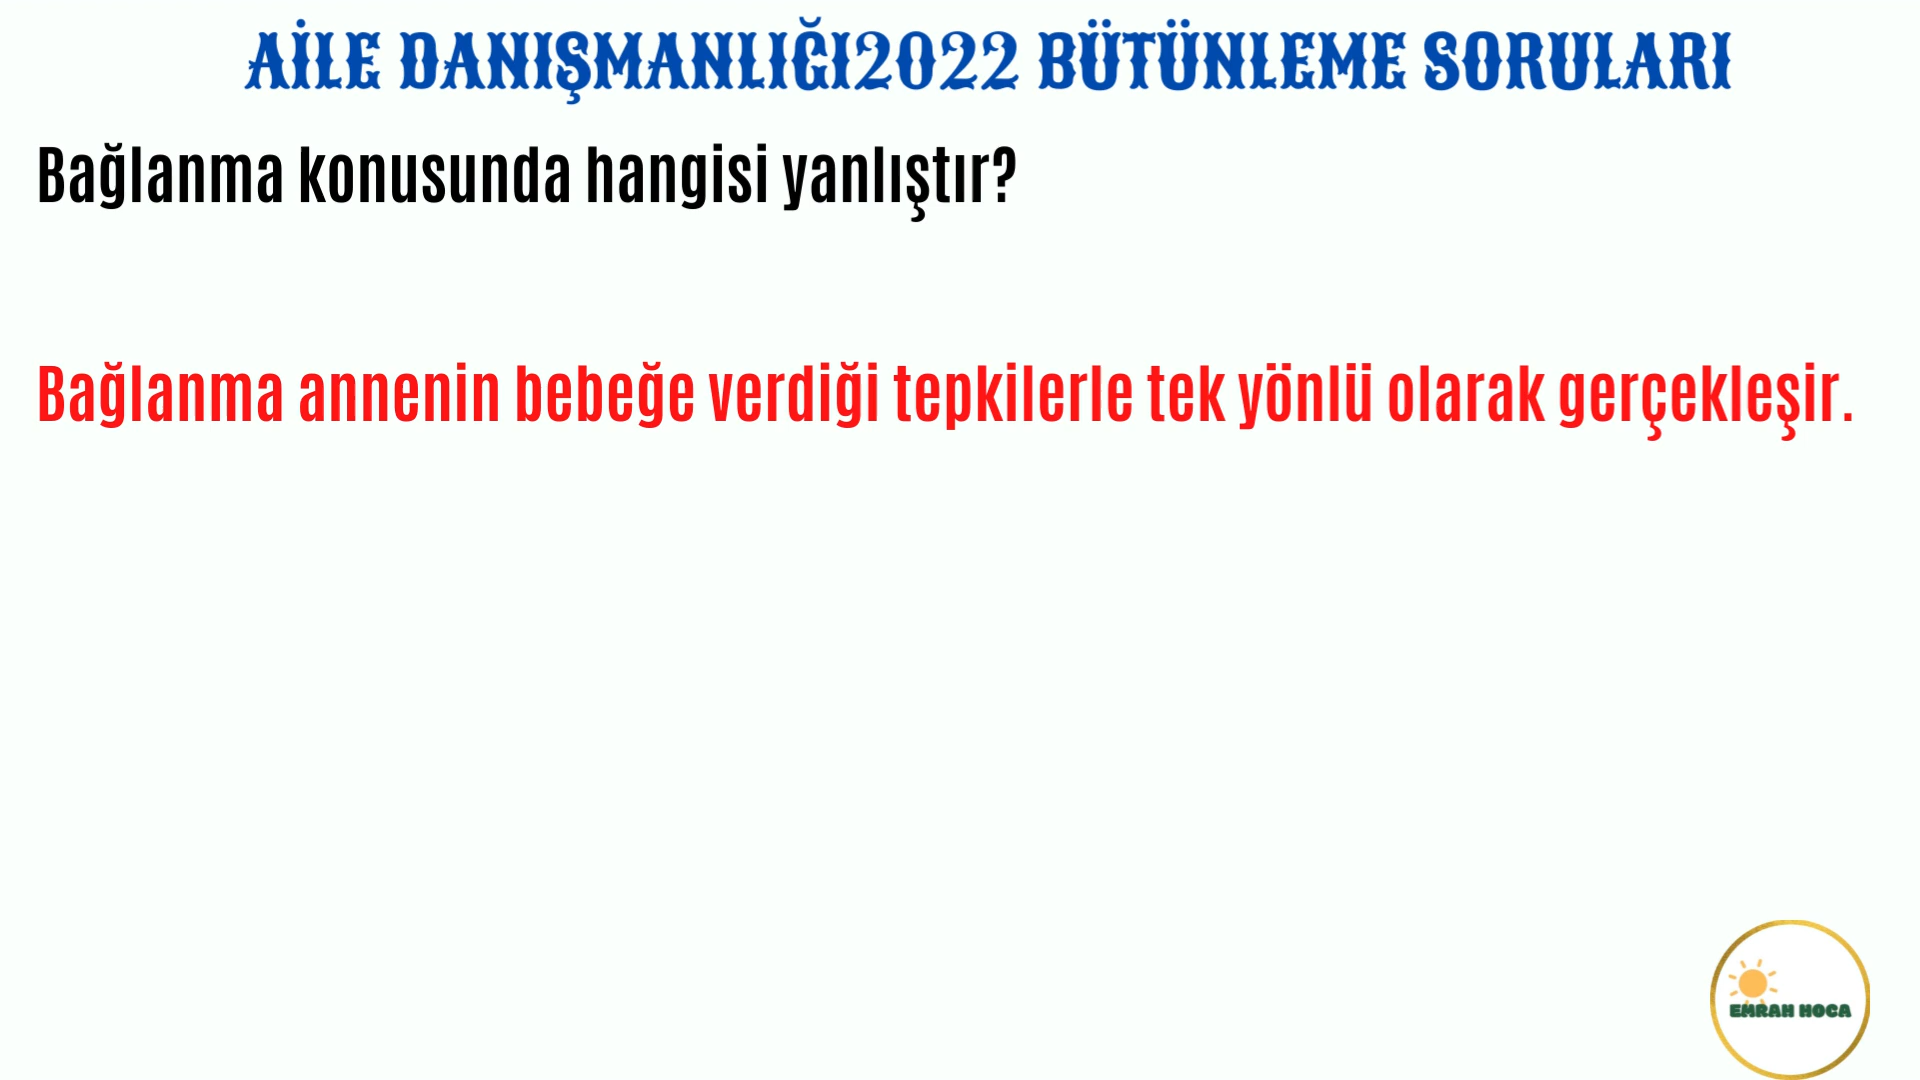 AİLE DANIŞMANLIĞI2022 BÜTÜNLEME SORULARI
Bağlanma konusunda hangisi yanlıştır?
Bağlanma annenin bebeğe verdiği tepkilerle tek yönlü olarak gerçekleşir.
EMRAH HOCA